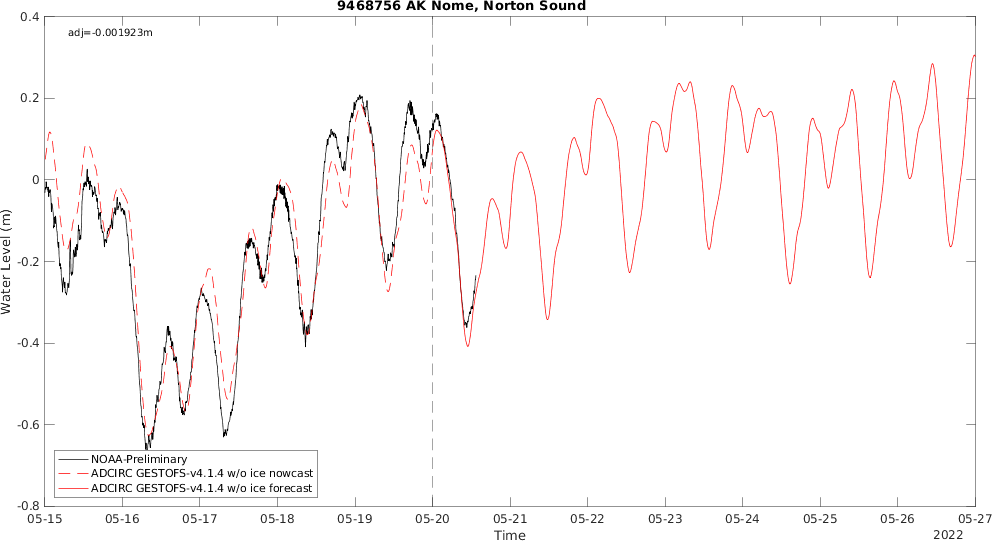 9468756 AK Nome, Norton Sound
adj=-0.001923m
0.4
0.2
0
-0.2
-0.4
-0.6
-0.8
Water Level (m)
NOAA-Preliminary
ADCIRC GESTOFS-v4.1.4 w/o ice nowcast
ADCIRC GESTOFS-v4.1.4 w/o ice forecast
05-15 05-16 05-17 05-18 05-19 05-20 05-21 05-22 05-23 05-24 05-25 05-26 05-27
Time
2022